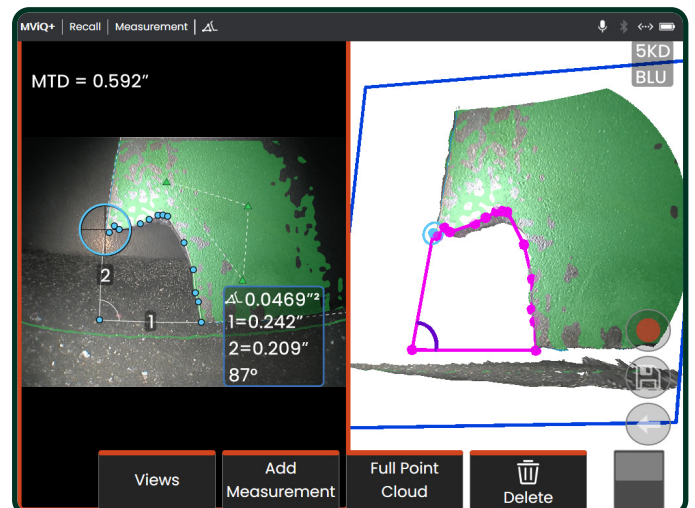 MViQ+ | Recall | Measurement |
5KD
BLU
MTD = 0.592"
2
1
0.0469"²
1=0.242"
2=0.209"
87°
Views
Add
Measurement
Full Point
Cloud
Delete